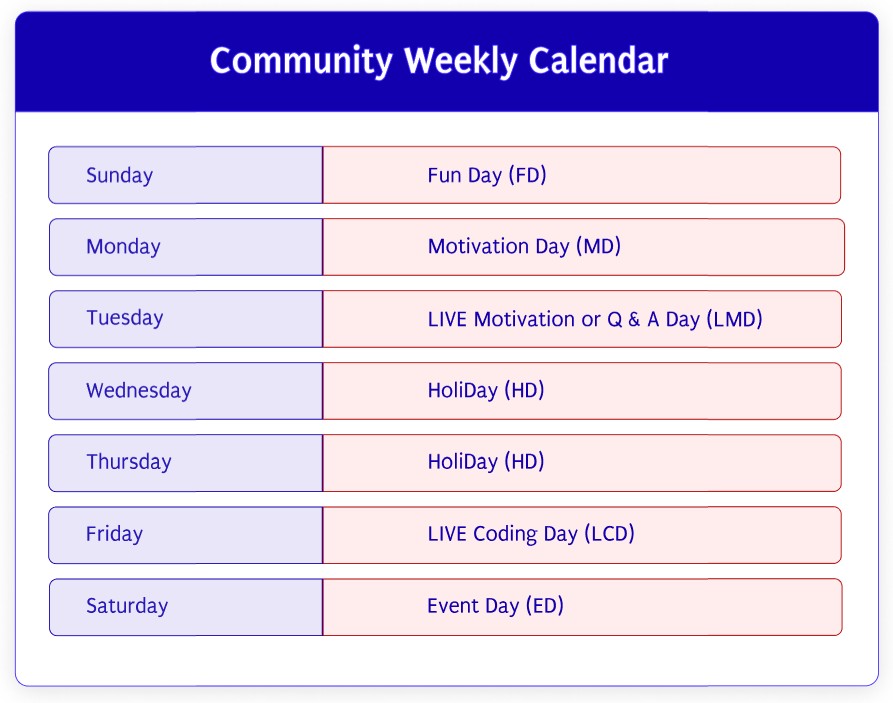 Community Weekly Calendar
Sunday Fun Day (FD)
Monday Motivation Day (MD)
Tuesday LIVE Motivation or Q & A Day (LMD)
Wednesday HoliDay (HD)
Thursday HoliDay (HD)
Friday LIVE Coding Day (LCD)
Saturday Event Day (ED)